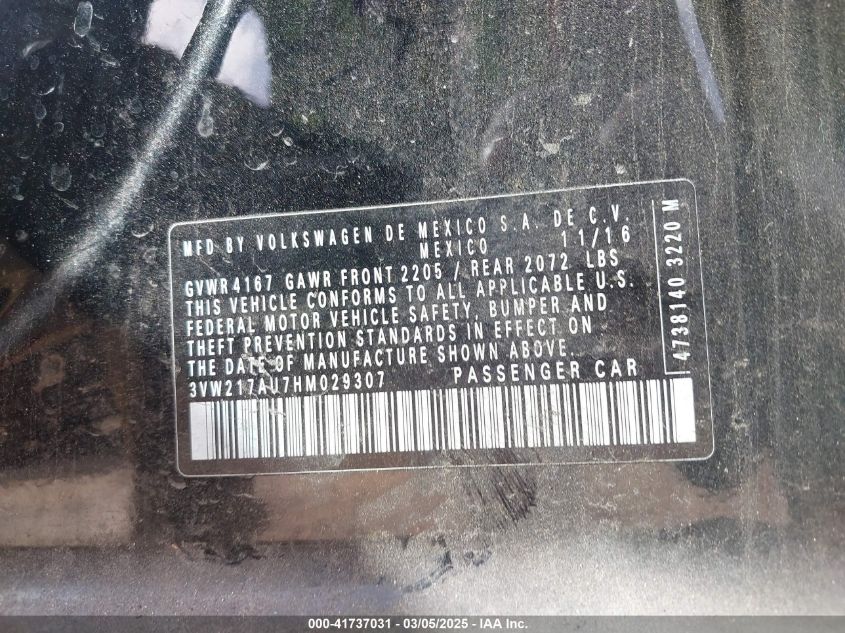 MFD BY VOLKSWAGEN DE MEXICO S.A. DE C.V.
MEXICO 11/16
GVWR 4167 GAWR FRONT 2205 / REAR 2072 LBS
THIS VEHICLE CONFORMS TO ALL APPLICABLE U.S.
FEDERAL MOTOR VEHICLE SAFETY, BUMPER AND
THEFT PREVENTION STANDARDS IN EFFECT ON
THE DATE OF MANUFACTURE SHOWN ABOVE.
3VW217AU7HM029307 PASSENGER CAR
4738140 3220 M
000-41737031 - 03/05/2025 - IAA Inc.